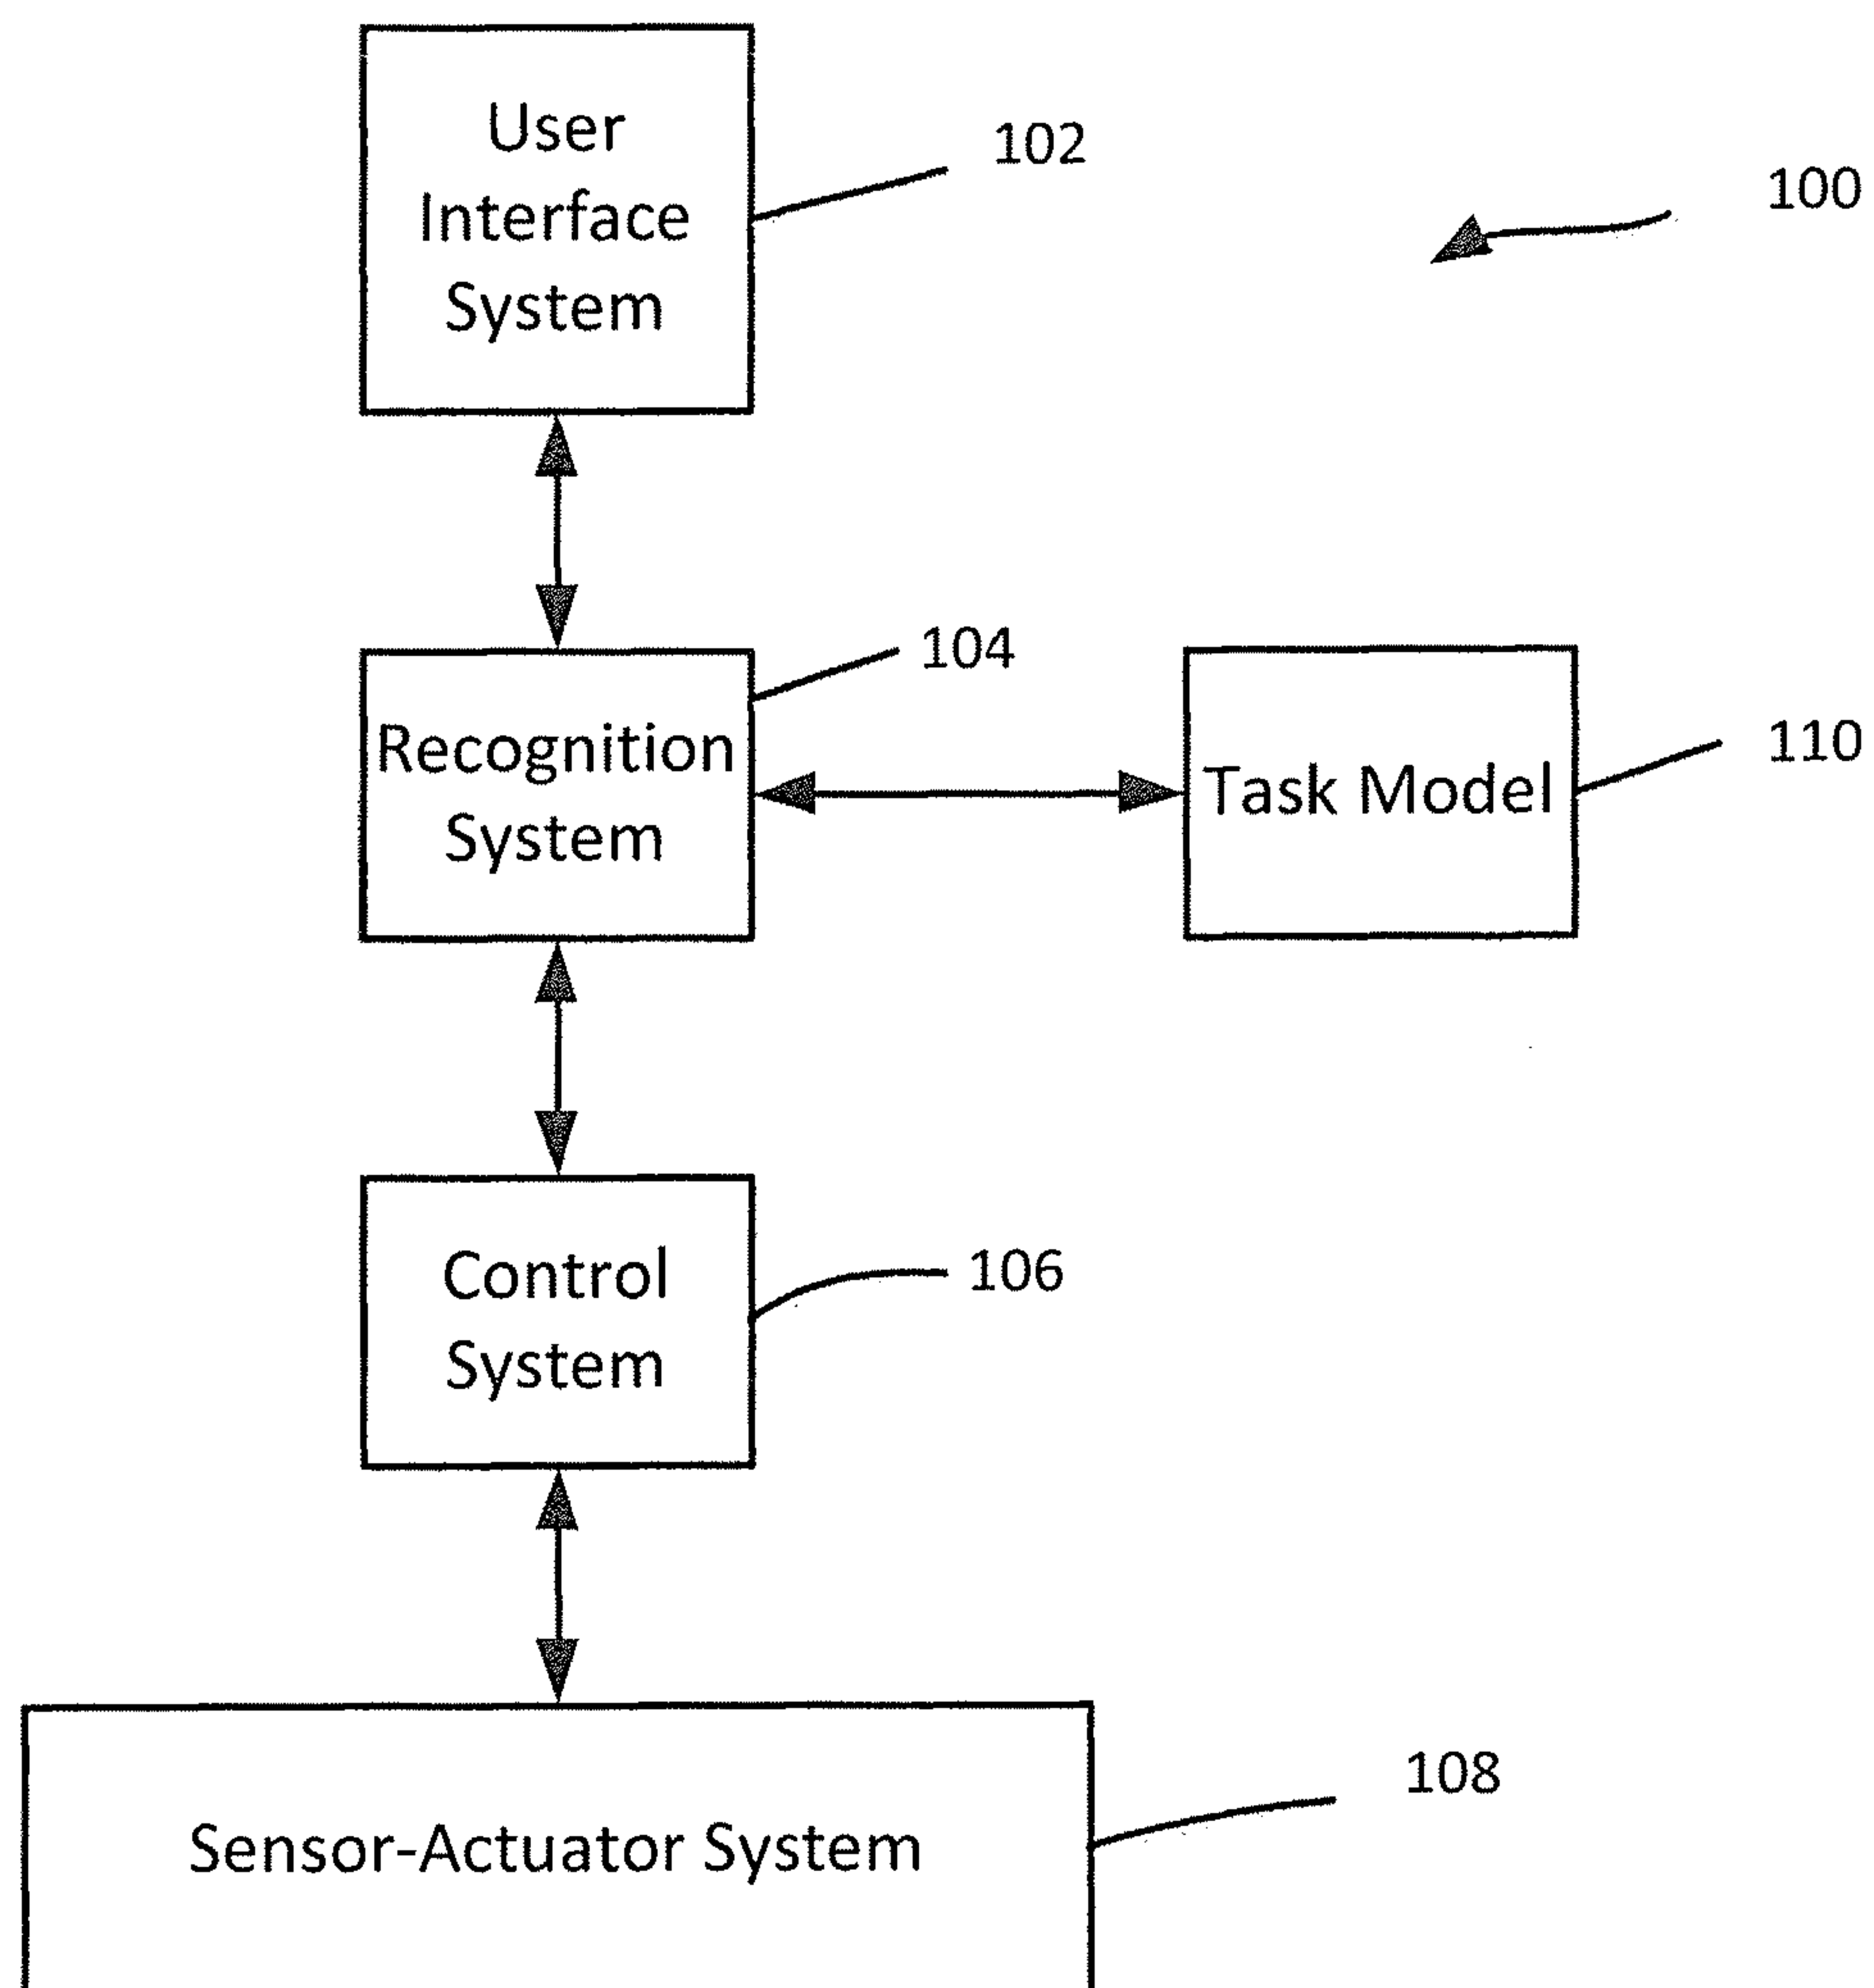 User
Interface
System
102
100
104
Recognition
System
Task Model
110
Control
System
106
Sensor-Actuator System
108